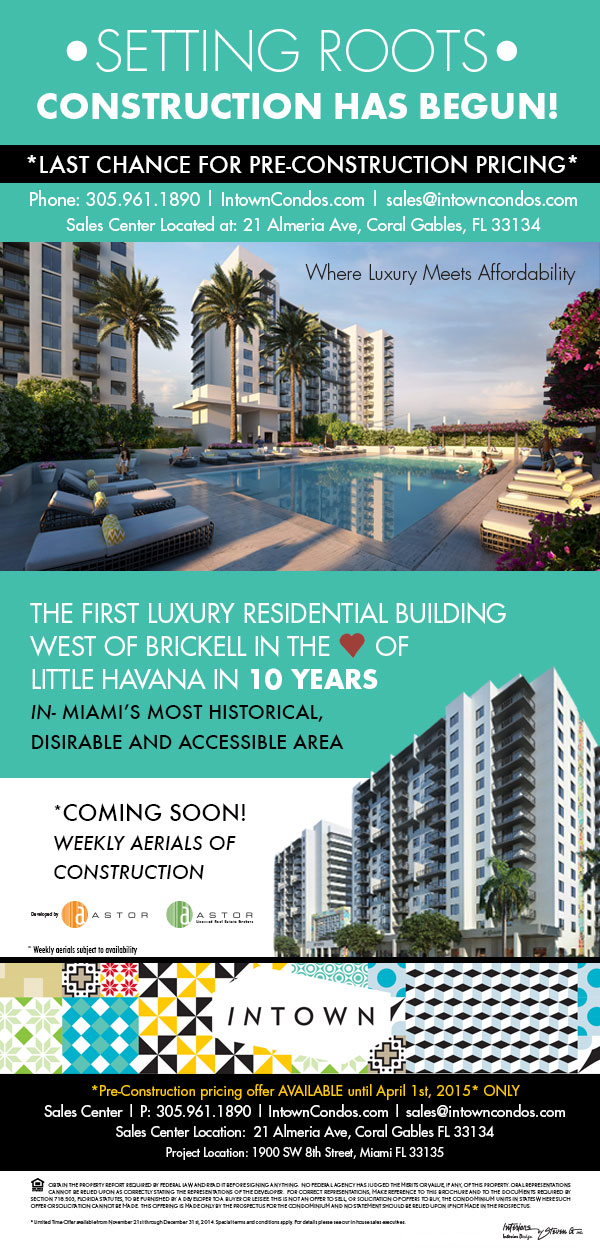 •SETTING ROOTS•
CONSTRUCTION HAS BEGUN!
*LAST CHANCE FOR PRE-CONSTRUCTION PRICING*
Phone: 305.961.1890 | IntownCondos.com | sales@intowncondos.com
Sales Center Located at: 21 Almeria Ave, Coral Gables, FL 33134
Where Luxury Meets Affordability
THE FIRST LUXURY RESIDENTIAL BUILDING
WEST OF BRICKELL IN THE ♥ OF
LITTLE HAVANA IN 10 YEARS
IN- MIAMI'S MOST HISTORICAL,
DISIRABLE AND ACCESSIBLE AREA
*COMING SOON!
WEEKLY AERIALS OF
CONSTRUCTION
Developed by a ASTOR a ASTOR
Licensed Real Estate Brokers
* Weekly aerials subject to availability
INTOWN
*Pre-Construction pricing offer AVAILABLE until April 1st, 2015* ONLY
Sales Center | P: 305.961.1890 | IntownCondos.com | sales@intowncondos.com
Sales Center Location: 21 Almeria Ave, Coral Gables FL 33134
Project Location: 1900 SW 8th Street, Miami FL 33135
OBTAIN THE PROPERTY REPORT REQUIRED BY FEDERAL LAW AND READ IT BEFORE SIGNING ANYTHING. NO FEDERAL AGENCY HAS JUDGED THE MERITS OR VALUE, IF ANY, OF THIS PROPERTY. ORAL REPRESENTATIONS
CANNOT BE RELIED UPON AS CORRECTLY STATING THE REPRESENTATIONS OF THE DEVELOPER. FOR CORRECT REPRESENTATIONS, MAKE REFERENCE TO THIS BROCHURE AND TO THE DOCUMENTS REQUIRED BY
SECTION 718.503, FLORIDA STATUTES, TO BE FURNISHED BY A DEVELOPER TO A BUYER OR LESSEE. THIS IS NOT AN OFFER TO SELL, OR SOLICITATION OF OFFERS TO BUY, THE CONDOMINIUM UNITS IN STATES WHERE SUCH
OFFER OR SOLICITATION CANNOT BE MADE. THIS OFFERING IS MADE ONLY BY THE PROSPECTUS FOR THE CONDOMINIUM AND NO STATEMENT SHOULD BE RELIED UPON IF NOT MADE IN THE PROSPECTUS.
* Limited Time Offer available from November 21st through December 31st, 2014. Special terms and conditions apply. For details please see our in house sales executives.
Interiors by Steven G. INC.
Interior Design